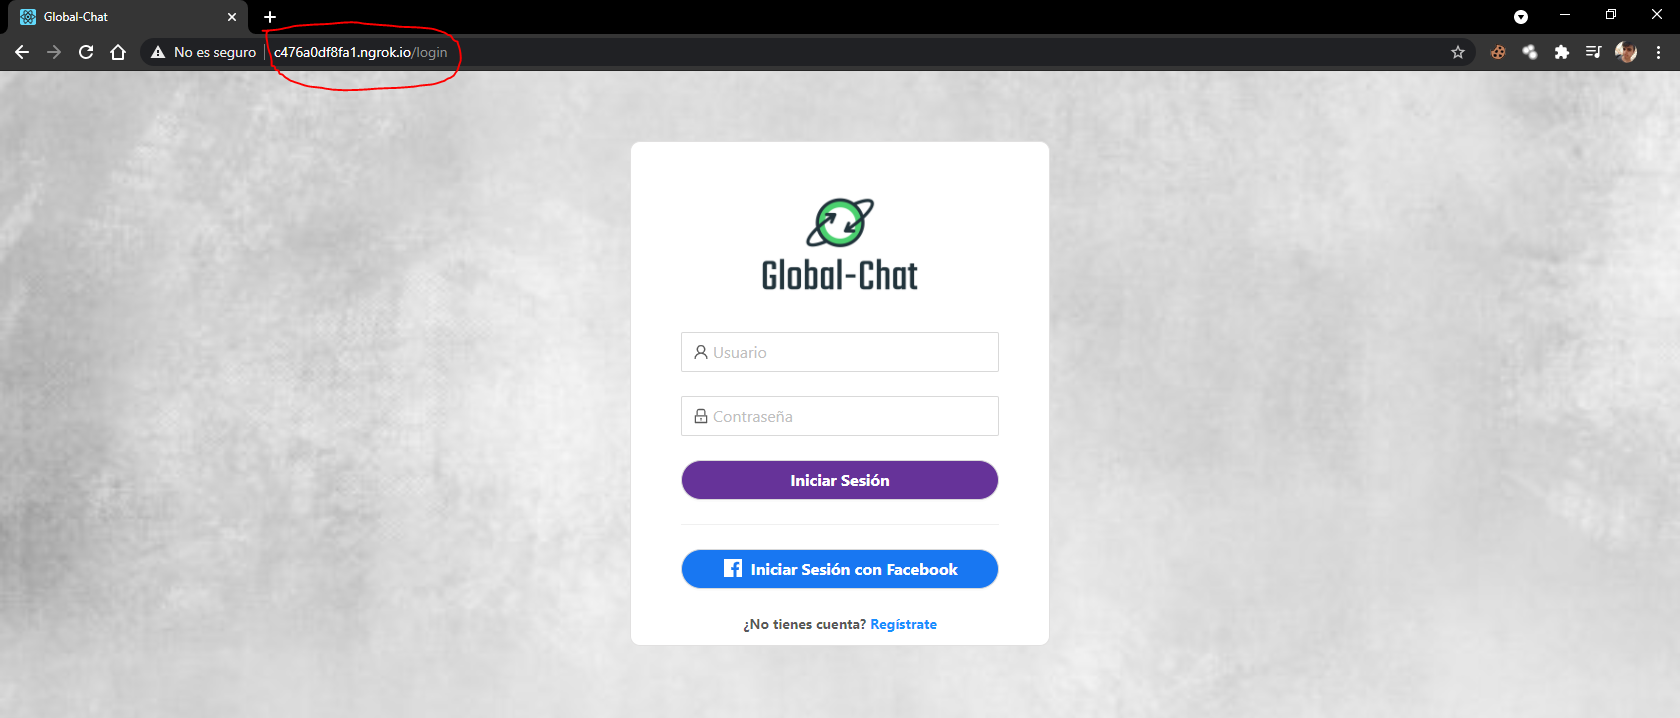 Global-Chat
No es seguro
c476a0df8fa1.ngrok.io/login
Global-Chat
Usuario
Contraseña
Iniciar Sesión
Iniciar Sesión con Facebook
¿No tienes cuenta? Regístrate